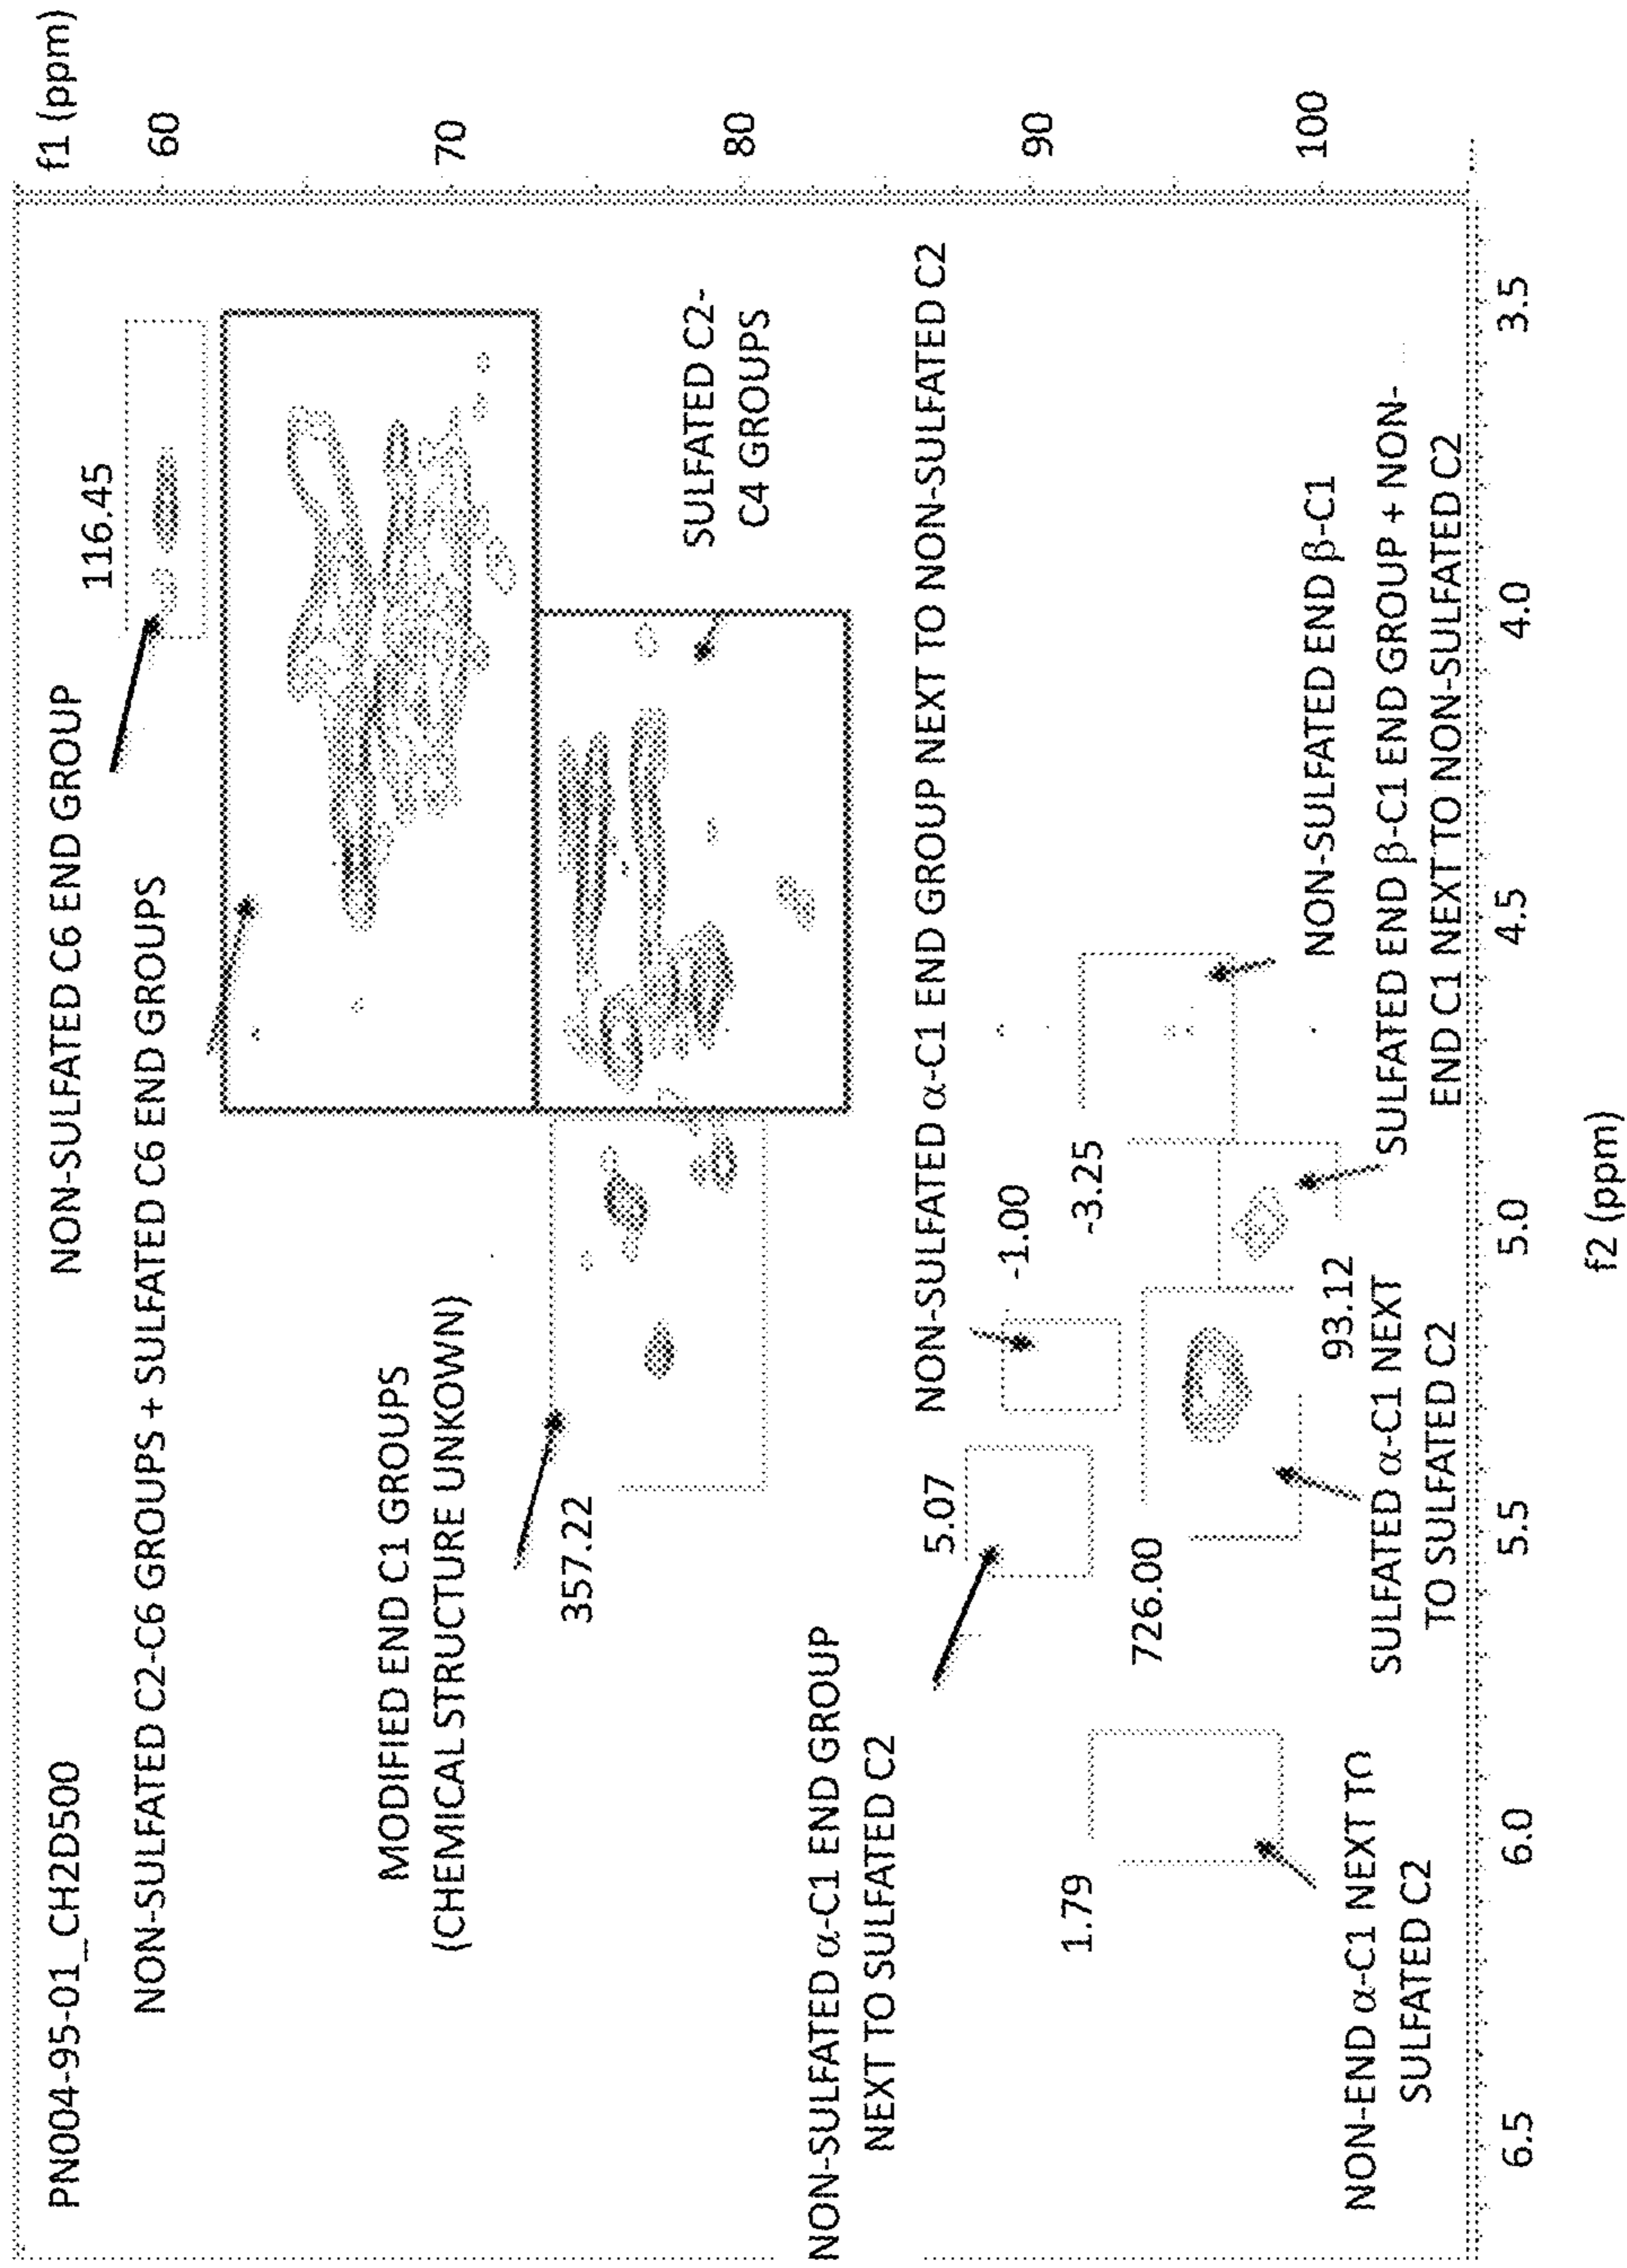 PN004-95-01_CH2D500
NON-SULFATED C6 END GROUP
116.45
f1 (ppm)
NON-SULFATED C2-C6 GROUPS + SULFATED C6 END GROUPS
60
70
80
90
100
MODIFIED END C1 GROUPS
(CHEMICAL STRUCTURE UNKOWN)
357.22
SULFATED C2-
C4 GROUPS
NON-SULFATED α-C1 END GROUP
NEXT TO SULFATED C2
5.07
NON-SULFATED α-C1 END GROUP NEXT TO NON-SULFATED C2
-1.00
-3.25
1.79
726.00
93.12
NON-SULFATED END β-C1
NON-END α-C1 NEXT TO
SULFATED C2
SULFATED α-C1 NEXT
TO SULFATED C2
SULFATED END β-C1 END GROUP + NON-
END C1 NEXT TO NON-SULFATED C2
6.5
6.0
5.5
5.0
4.5
4.0
3.5
f2 (ppm)